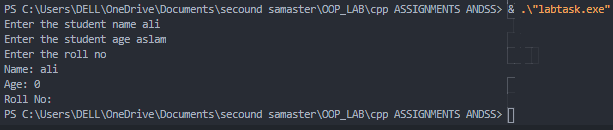 PS C:\Users\DELL\OneDrive\Documents\secound samaster\OOP_LAB\cpp ASSIGNMENTS ANDSS> & .\"labtask.exe"
Enter the student name ali
Enter the student age aslam
Enter the roll no
Name: ali
Age: 0
Roll No:
PS C:\Users\DELL\OneDrive\Documents\secound samaster\OOP_LAB\cpp ASSIGNMENTS ANDSS>